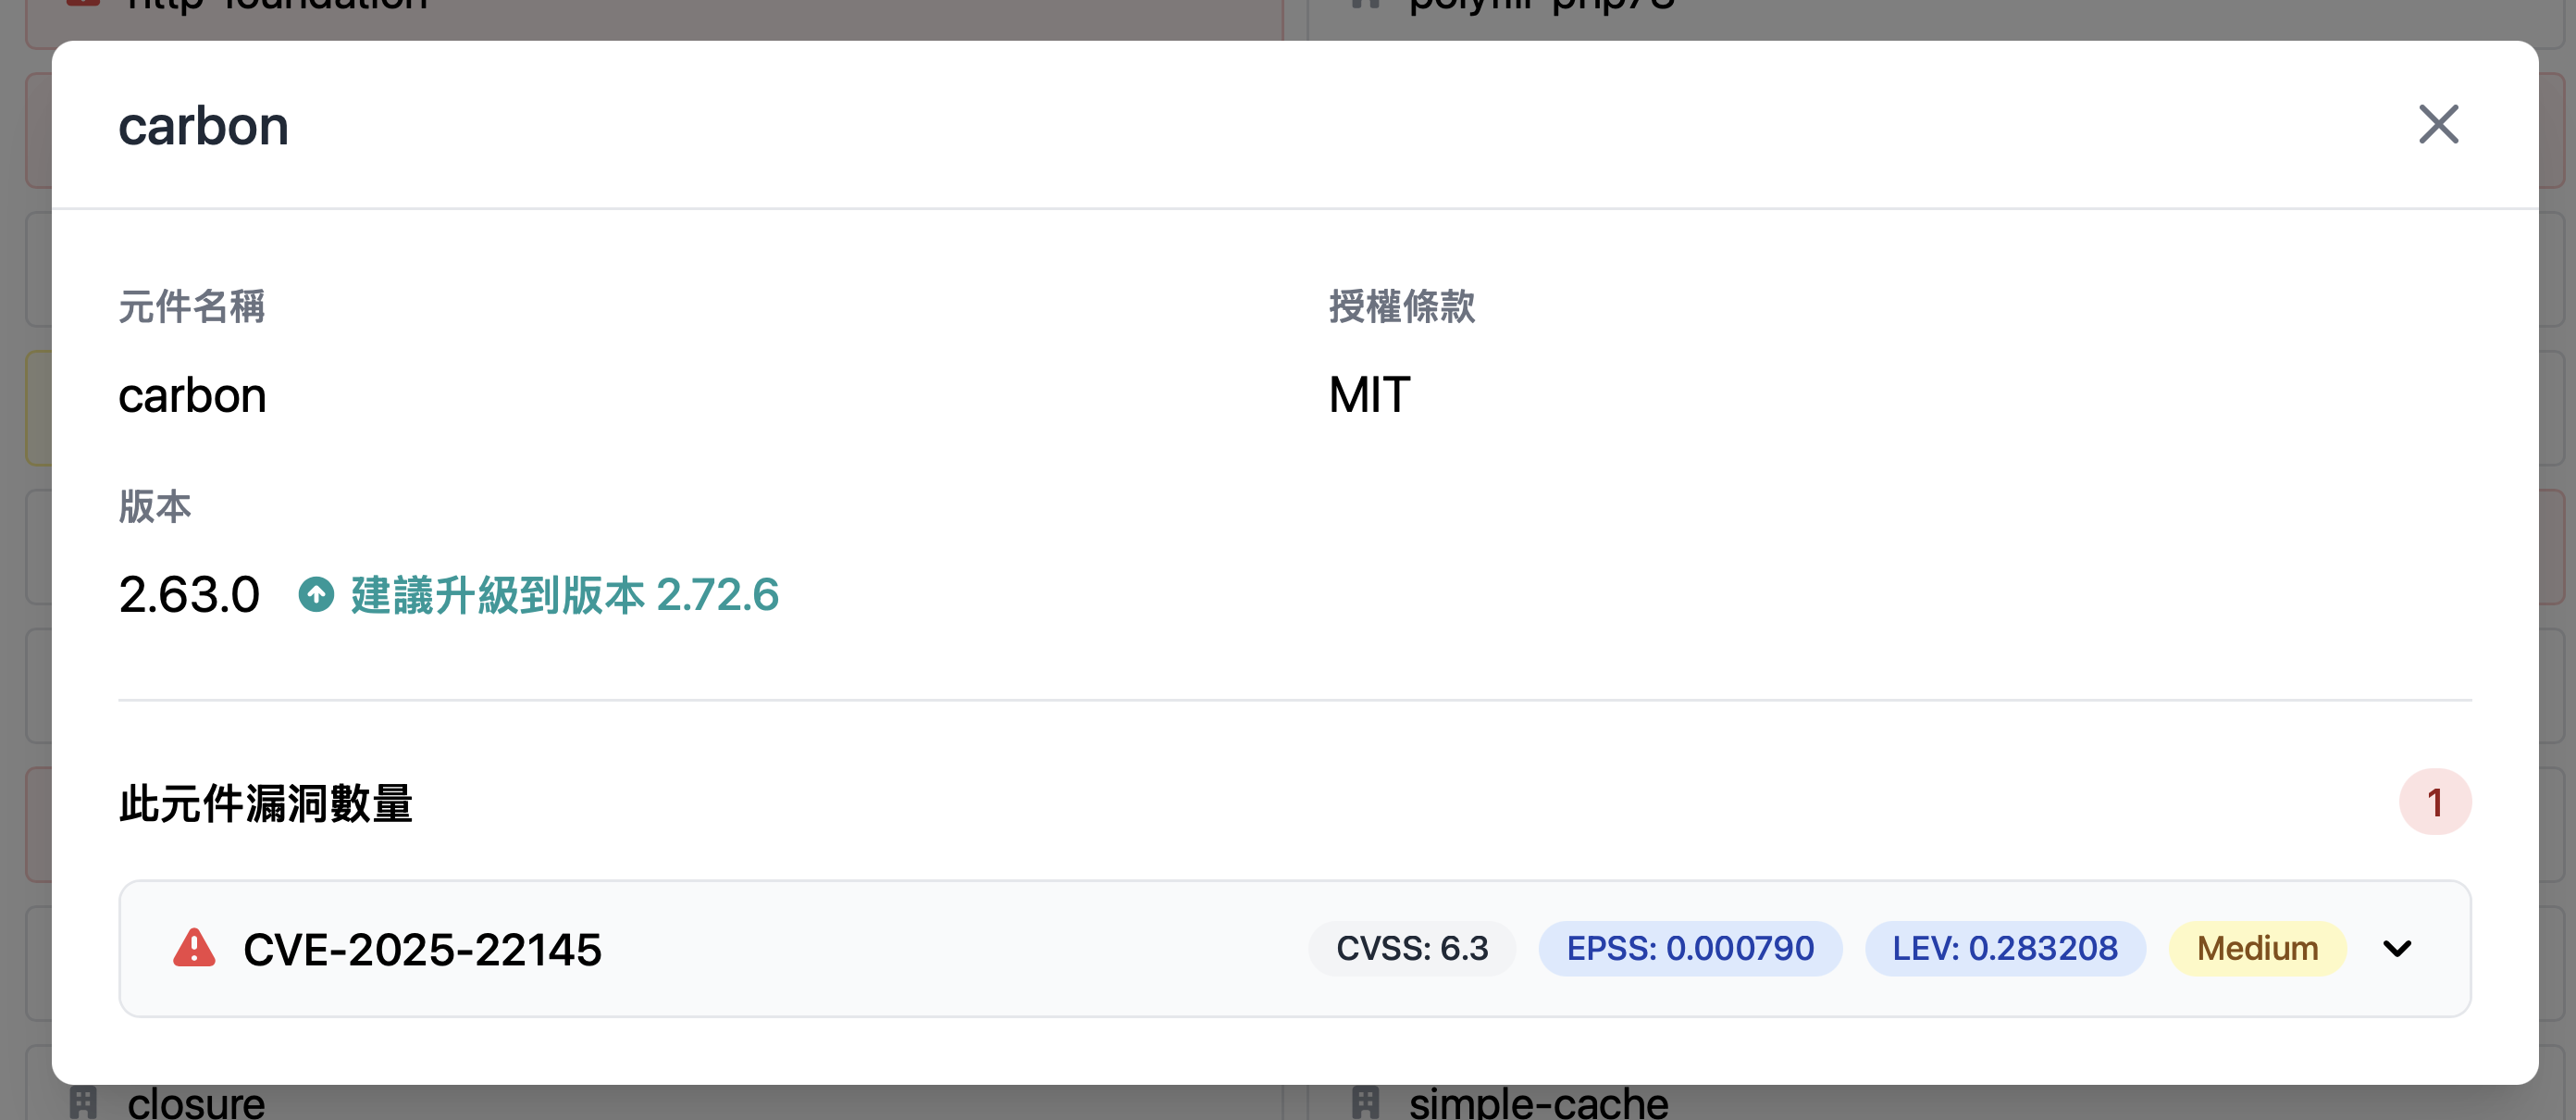 http-foundation
polyfill-php73
carbon
元件名稱
授權條款
carbon
MIT
版本
2.63.0 建議升級到版本 2.72.6
此元件漏洞數量
1
CVE-2025-22145
CVSS: 6.3
EPSS: 0.000790
LEV: 0.283208
Medium
closure
simple-cache